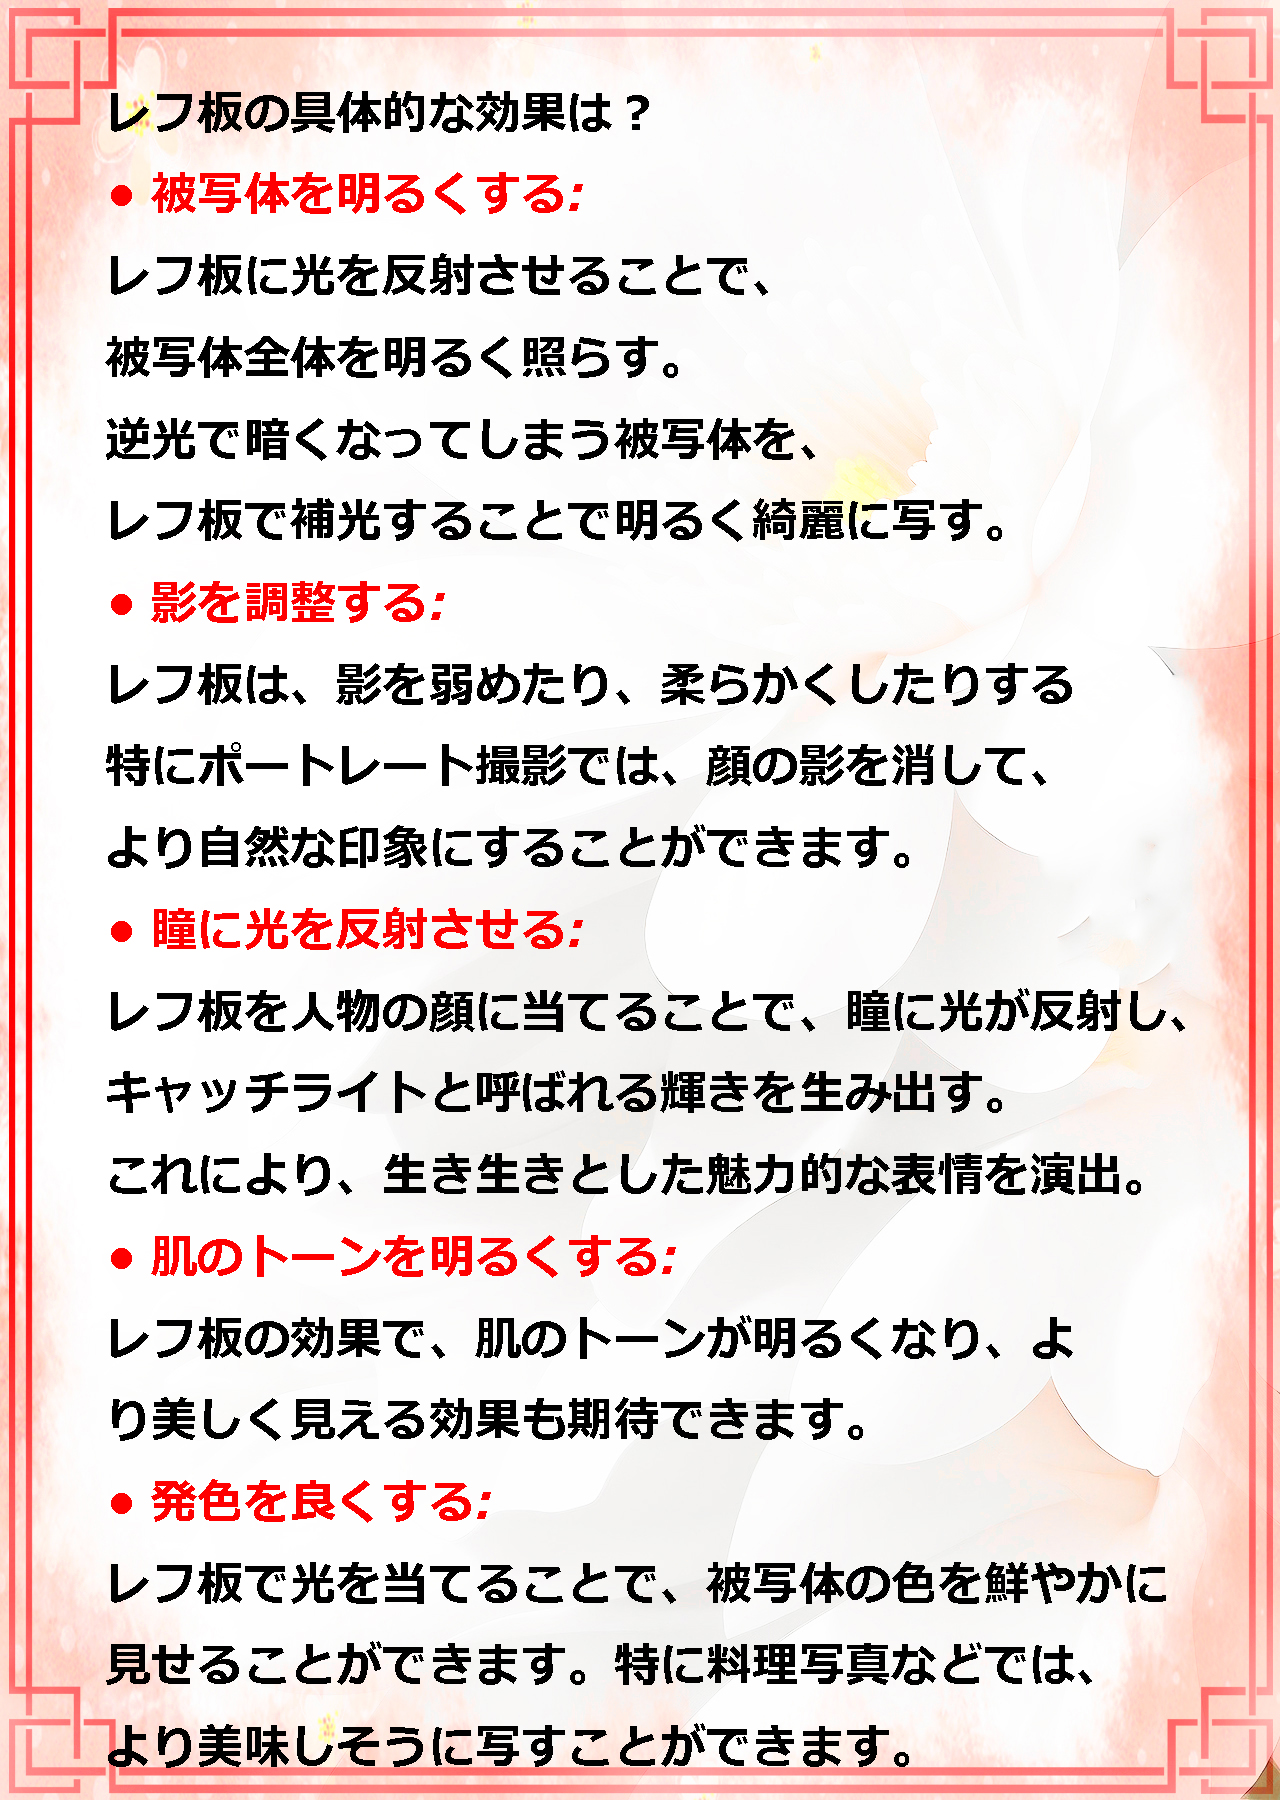 レフ板の具体的な効果は？
● 被写体を明るくする:
レフ板に光を反射させることで、
被写体全体を明るく照らす。
逆光で暗くなってしまう被写体を、
レフ板で補光することで明るく綺麗に写す。
● 影を調整する:
レフ板は、影を弱めたり、柔らかくしたりする
特にポートレート撮影では、顔の影を消して、
より自然な印象にすることができます。
● 瞳に光を反射させる:
レフ板を人物の顔に当てることで、瞳に光が反射し、
キャッチライトと呼ばれる輝きを生み出す。
これにより、生き生きとした魅力的な表情を演出。
● 肌のトーンを明るくする:
レフ板の効果で、肌のトーンが明るくなり、よ
り美しく見える効果も期待できます。
● 発色を良くする:
レフ板で光を当てることで、被写体の色を鮮やかに
見せることができます。特に料理写真などでは、
より美味しそうに写すことができます。